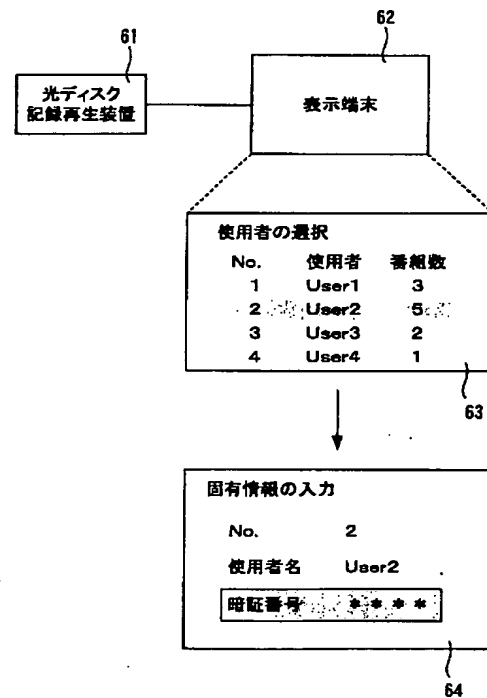 61
62
光ディスク
記録再生装置
表示端末
使用者の選択
No. 使用者 番組数
1 User1 3
2 User2 5
3 User3 2
4 User4 1
63
固有情報の入力
No. 2
使用者名 User2
暗証番号 ＊＊＊＊
64